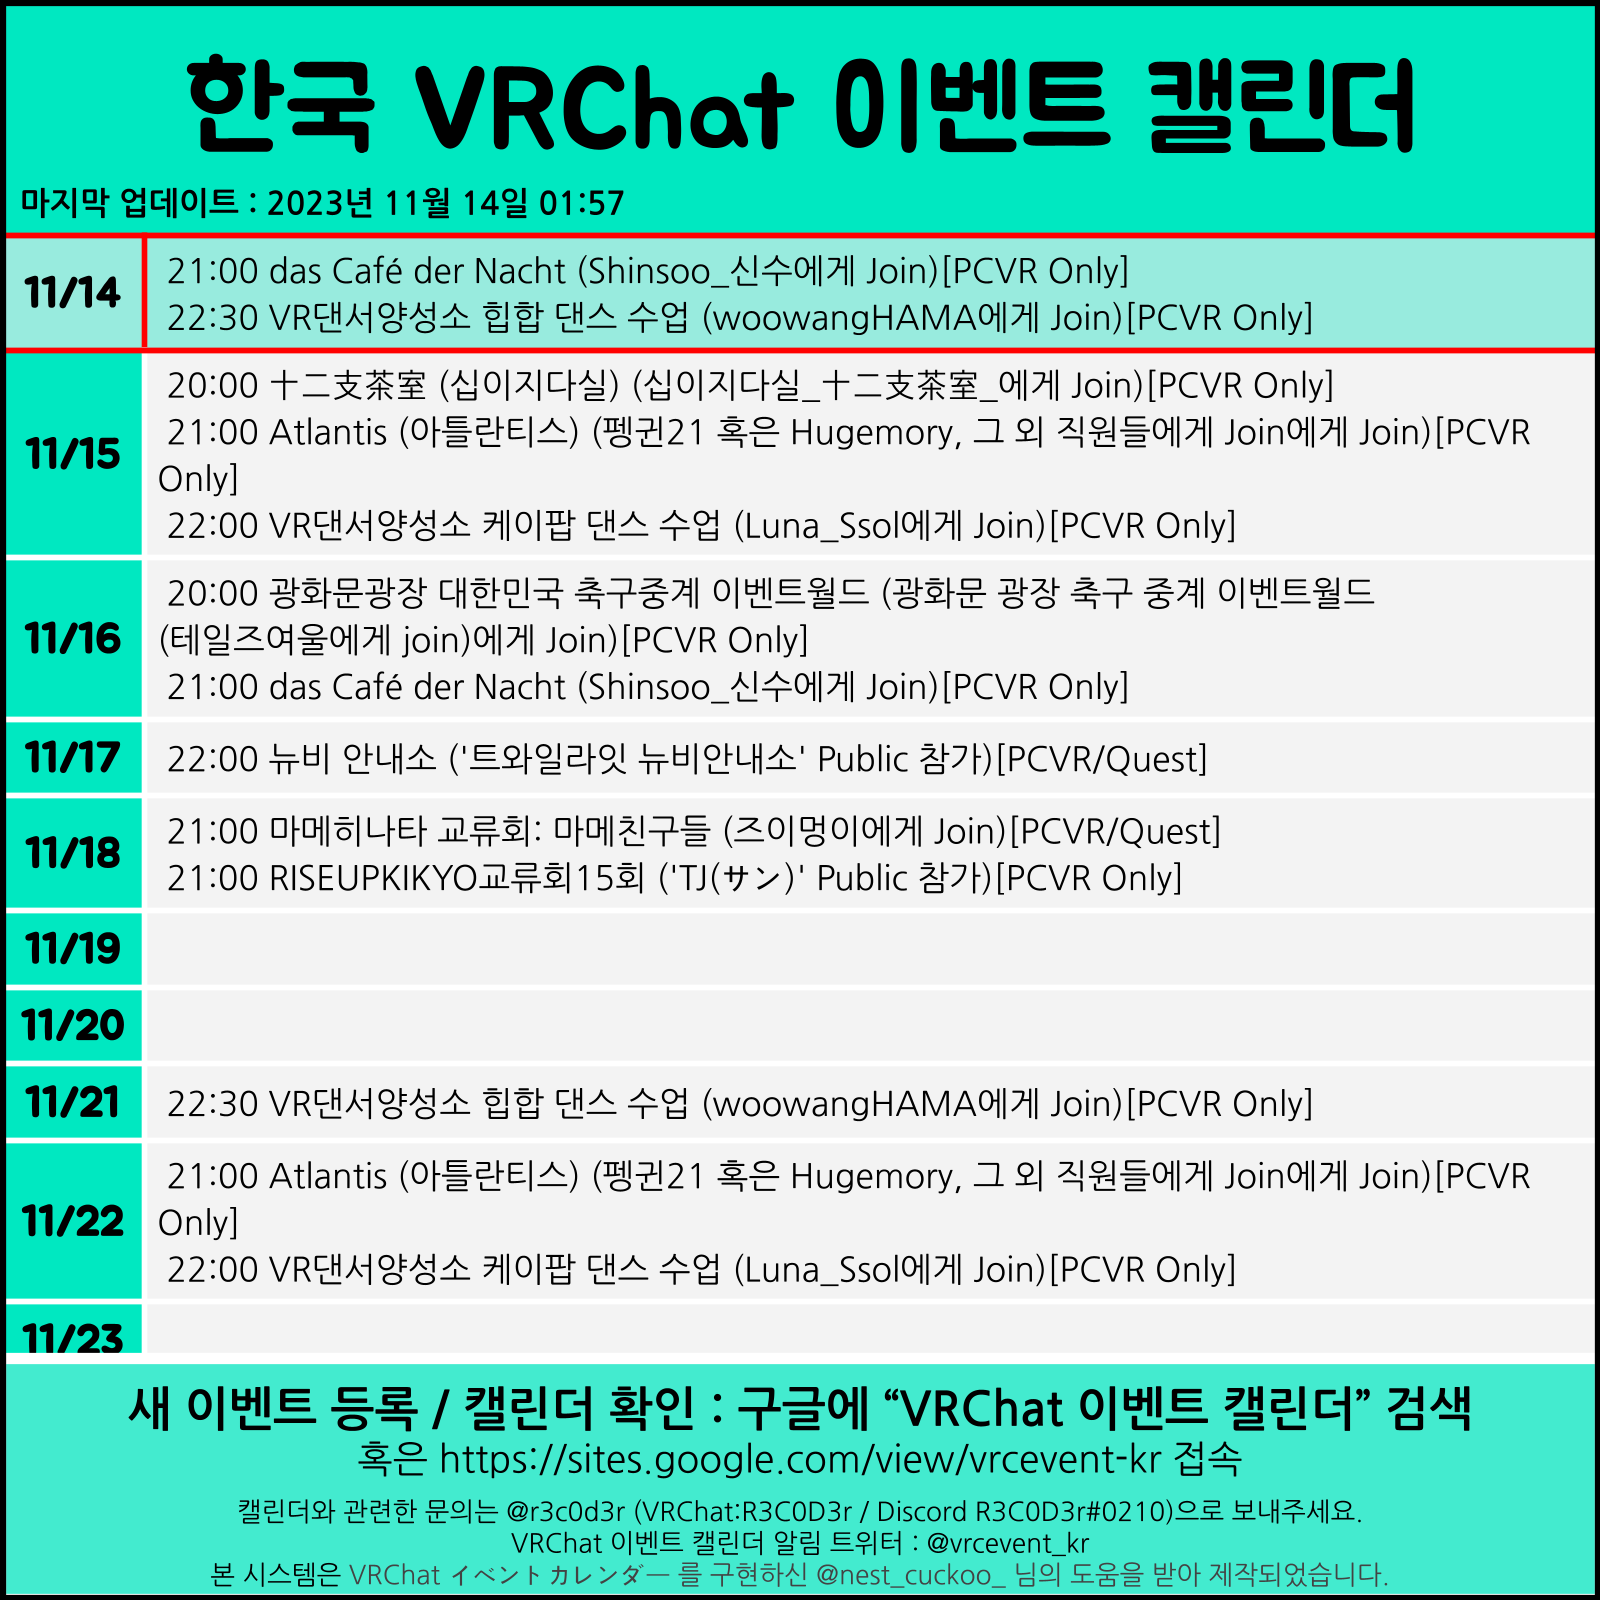 한국 VRChat 이벤트 캘린더
마지막 업데이트 : 2023년 11월 14일 01:57
11/14
21:00 das Café der Nacht (Shinsoo_신수에게 Join)[PCVR Only]
22:30 VR댄서양성소 힙합 댄스 수업 (woowangHAMA에게 Join)[PCVR Only]
11/15
20:00 十二支茶室 (십이지다실) (십이지다실_十二支茶室_에게 Join)[PCVR Only]
21:00 Atlantis (아틀란티스) (펭귄21 혹은 Hugemory, 그 외 직원들에게 Join에게 Join)[PCVR
Only]
22:00 VR댄서양성소 케이팝 댄스 수업 (Luna_Ssol에게 Join)[PCVR Only]
11/16
20:00 광화문광장 대한민국 축구중계 이벤트월드 (광화문 광장 축구 중계 이벤트월드
(테일즈여울에게 join)에게 Join)[PCVR Only]
21:00 das Café der Nacht (Shinsoo_신수에게 Join)[PCVR Only]
11/17
22:00 뉴비 안내소 ('트와일라잇 뉴비안내소' Public 참가)[PCVR/Quest]
11/18
21:00 마메히나타 교류회: 마메친구들 (즈이멍이에게 Join)[PCVR/Quest]
21:00 RISEUPKIKYO교류회15회 ('TJ(サン)' Public 참가)[PCVR Only]
11/19
11/20
11/21
22:30 VR댄서양성소 힙합 댄스 수업 (woowangHAMA에게 Join)[PCVR Only]
11/22
21:00 Atlantis (아틀란티스) (펭귄21 혹은 Hugemory, 그 외 직원들에게 Join에게 Join)[PCVR
Only]
22:00 VR댄서양성소 케이팝 댄스 수업 (Luna_Ssol에게 Join)[PCVR Only]
11/23
새 이벤트 등록 / 캘린더 확인 : 구글에 “VRChat 이벤트 캘린더” 검색
혹은 https://sites.google.com/view/vrcevent-kr 접속
캘린더와 관련한 문의는 @r3c0d3r (VRChat:R3C0D3r / Discord R3C0D3r#0210)으로 보내주세요.
VRChat 이벤트 캘린더 알림 트위터 : @vrcevent_kr
본 시스템은 VRChat イベントカレンダー 를 구현하신 @nest_cuckoo_ 님의 도움을 받아 제작되었습니다.